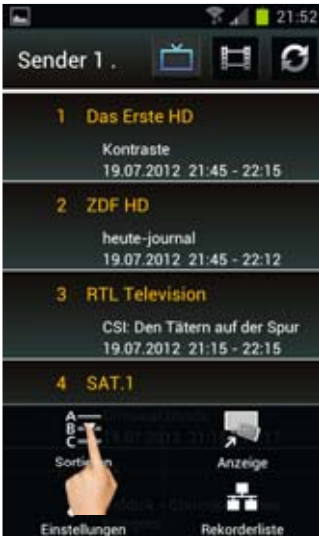 21:52
Sender 1 .
1 Das Erste HD
Kontraste
19.07.2012 21:45 - 22:15
2 ZDF HD
heute-journal
19.07.2012 21:45 - 22:12
3 RTL Television
CSI: Den Tätern auf der Spur
19.07.2012 21:15 - 22:15
4 SAT.1
A
B
C
Sortieren Anzeige
Einstellungen Rekorderliste